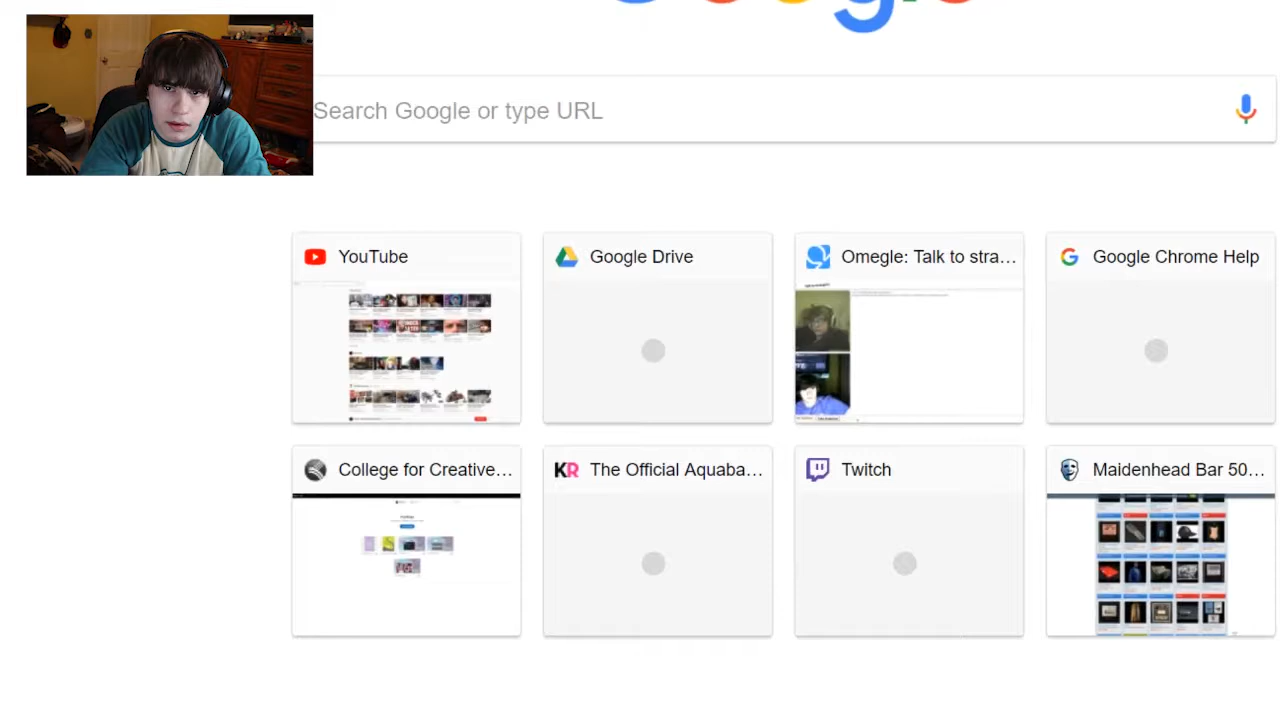 Google
Search Google or type URL
YouTube
Google Drive
Omegle: Talk to stra...
Google Chrome Help
College for Creative...
KR The Official Aquaba...
Twitch
Maidenhead Bar 50...